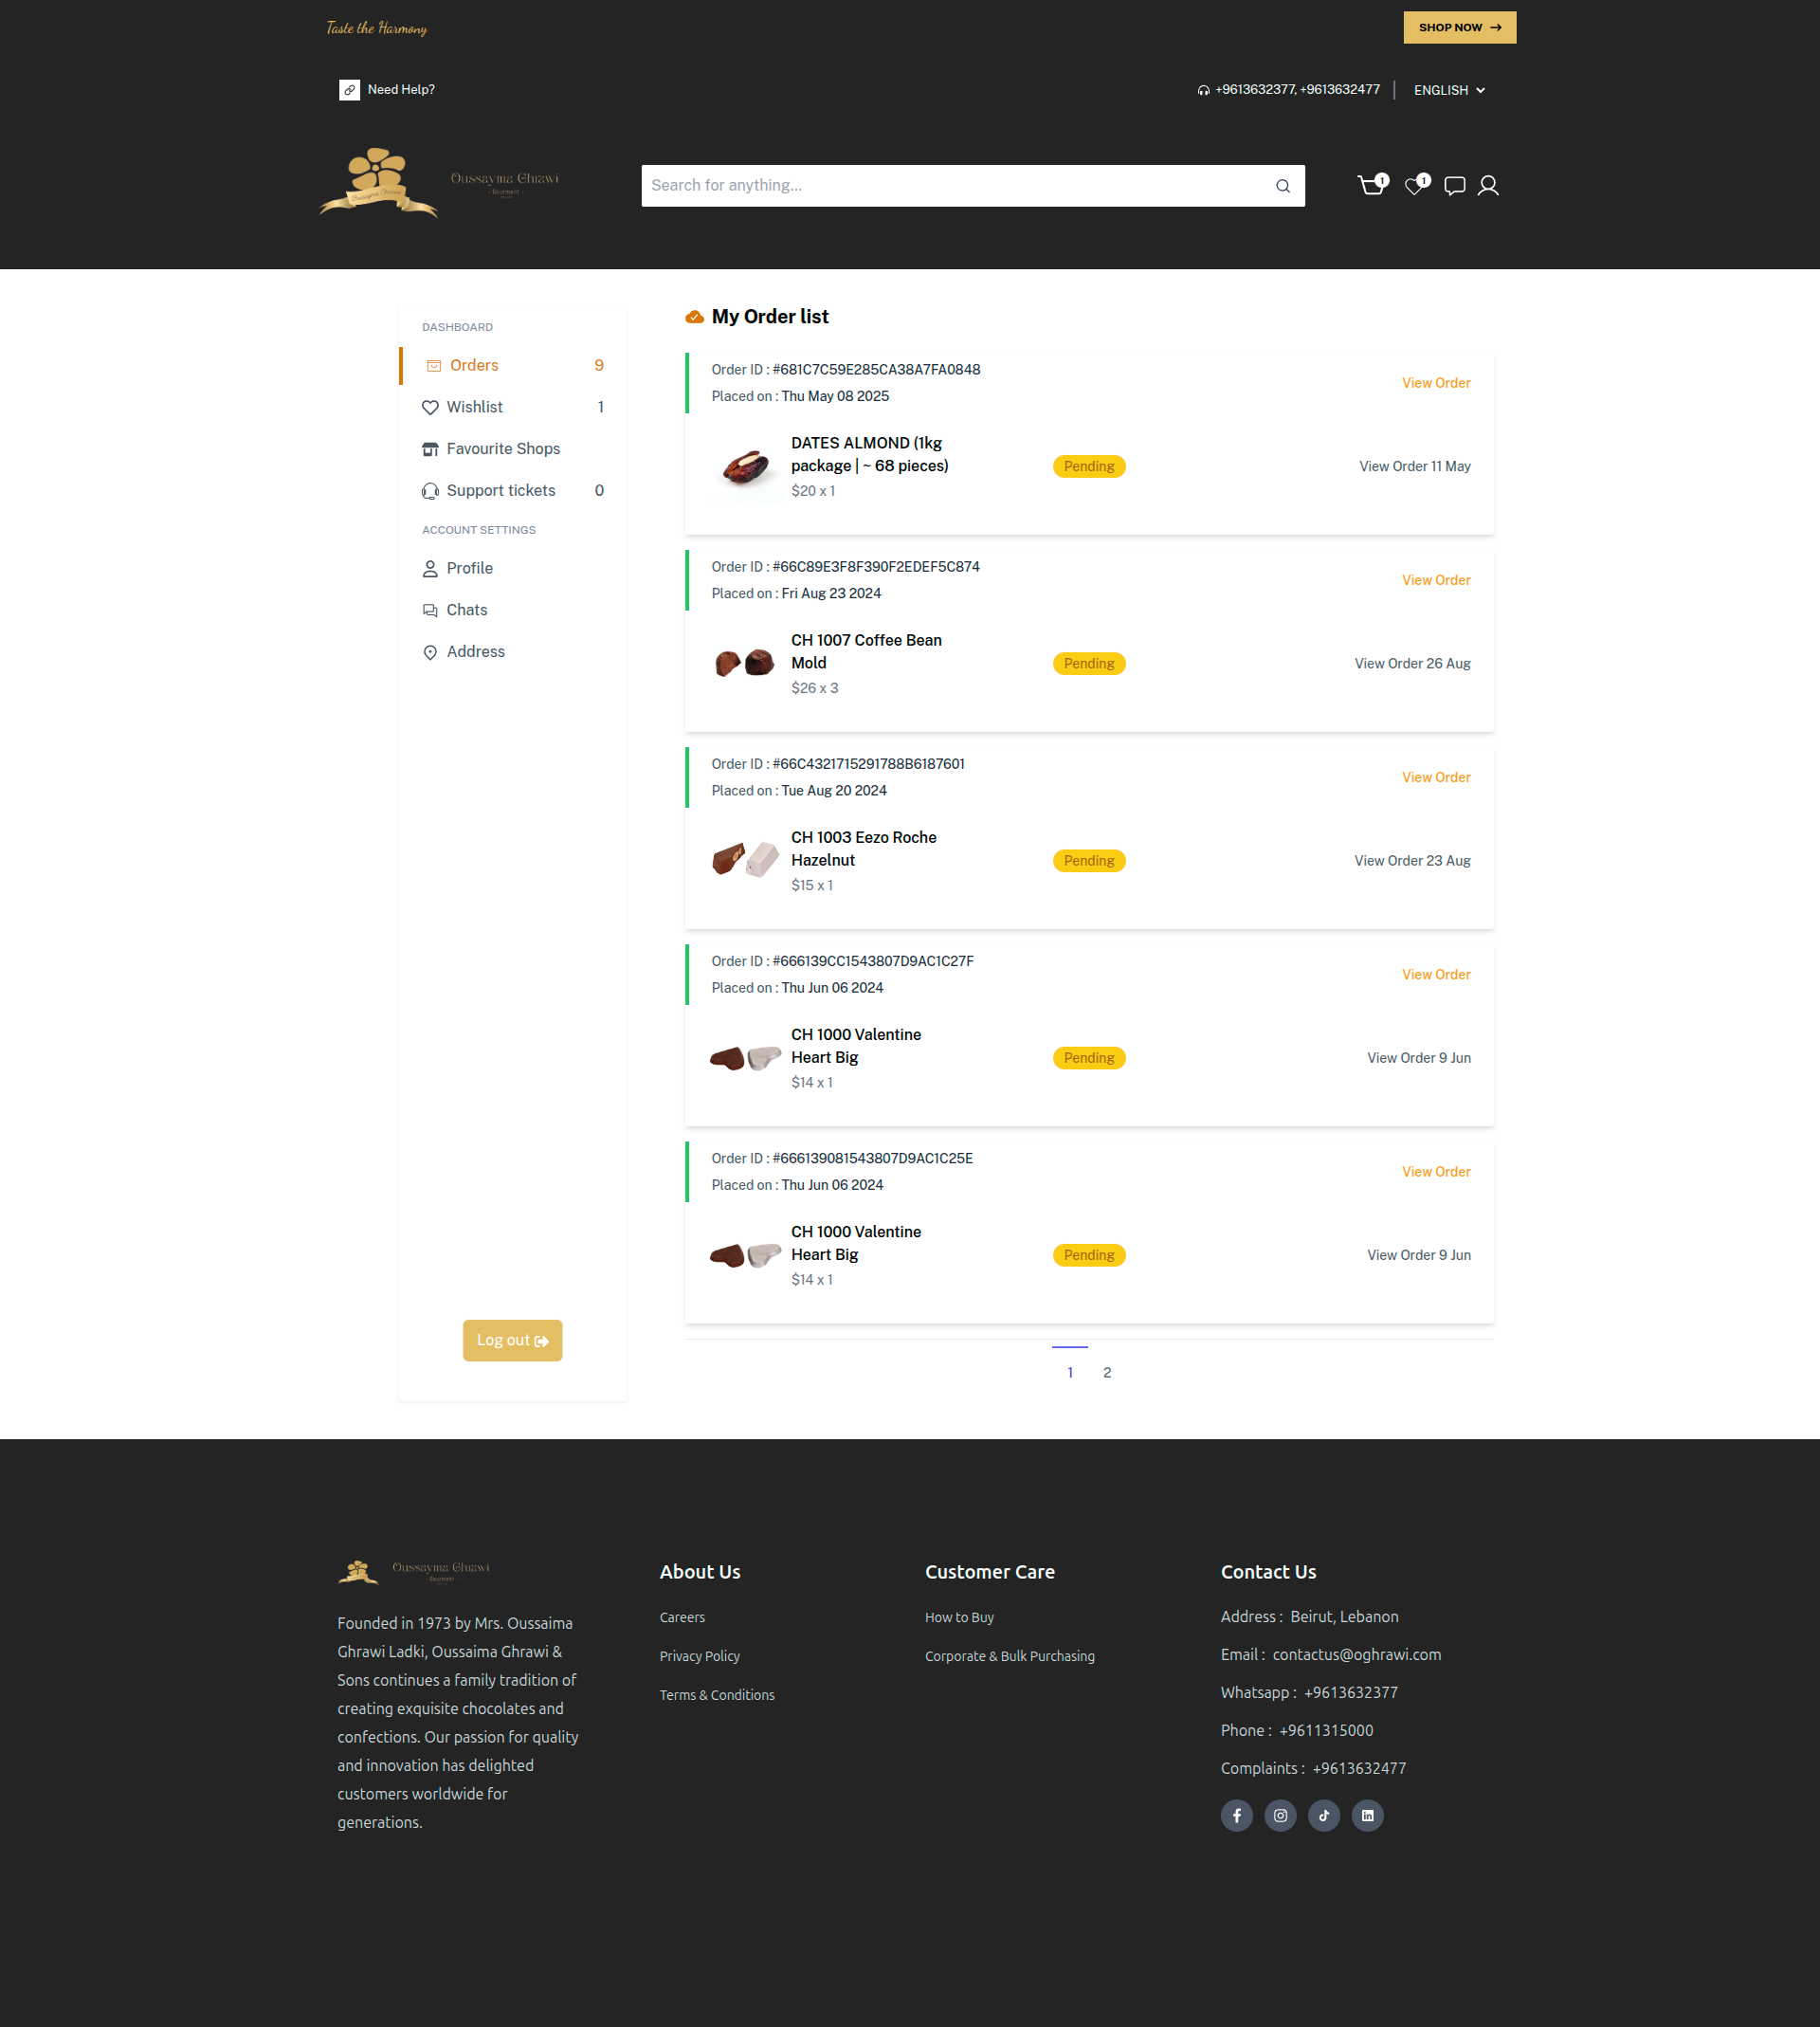 Taste the Harmony
SHOP NOW
Need Help?
+9613632377, +9613632477
ENGLISH
Oussayma Ghrawi
- Gourment -
Search for anything...
1
1
DASHBOARD
Orders 9
Wishlist 1
Favourite Shops
Support tickets 0
ACCOUNT SETTINGS
Profile
Chats
Address
Log out
My Order list
Order ID : #681C7C59E285CA38A7FA0848
Placed on : Thu May 08 2025
View Order
DATES ALMOND (1kg
package | ~ 68 pieces)
$20 x 1
Pending
View Order 11 May
Order ID : #66C89E3F8F390F2EDEF5C874
Placed on : Fri Aug 23 2024
View Order
CH 1007 Coffee Bean
Mold
$26 x 3
Pending
View Order 26 Aug
Order ID : #66C4321715291788B6187601
Placed on : Tue Aug 20 2024
View Order
CH 1003 Eezo Roche
Hazelnut
$15 x 1
Pending
View Order 23 Aug
Order ID : #666139CC1543807D9AC1C27F
Placed on : Thu Jun 06 2024
View Order
CH 1000 Valentine
Heart Big
$14 x 1
Pending
View Order 9 Jun
Order ID : #666139081543807D9AC1C25E
Placed on : Thu Jun 06 2024
View Order
CH 1000 Valentine
Heart Big
$14 x 1
Pending
View Order 9 Jun
1 2
Oussayma Ghrawi
- Gourment -
Founded in 1973 by Mrs. Oussaima
Ghrawi Ladki, Oussaima Ghrawi &
Sons continues a family tradition of
creating exquisite chocolates and
confections. Our passion for quality
and innovation has delighted
customers worldwide for
generations.
About Us
Careers
Privacy Policy
Terms & Conditions
Customer Care
How to Buy
Corporate & Bulk Purchasing
Contact Us
Address : Beirut, Lebanon
Email : contactus@oghrawi.com
Whatsapp : +9613632377
Phone : +9611315000
Complaints : +9613632477